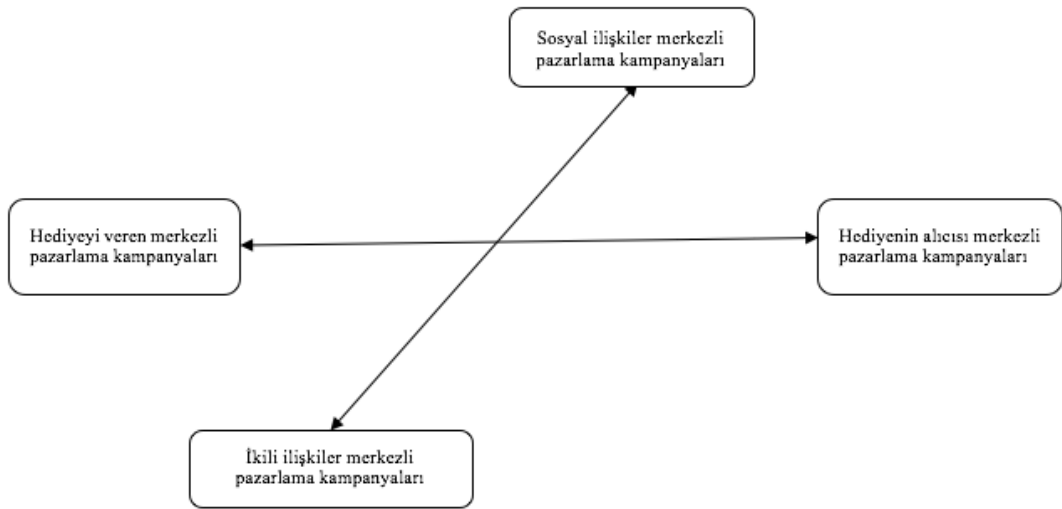 Sosyal ilişkiler merkezli
pazarlama kampanyaları
Hediyeyi veren merkezli
pazarlama kampanyaları
Hediyenin alıcısı merkezli
pazarlama kampanyaları
İkili ilişkiler merkezli
pazarlama kampanyaları